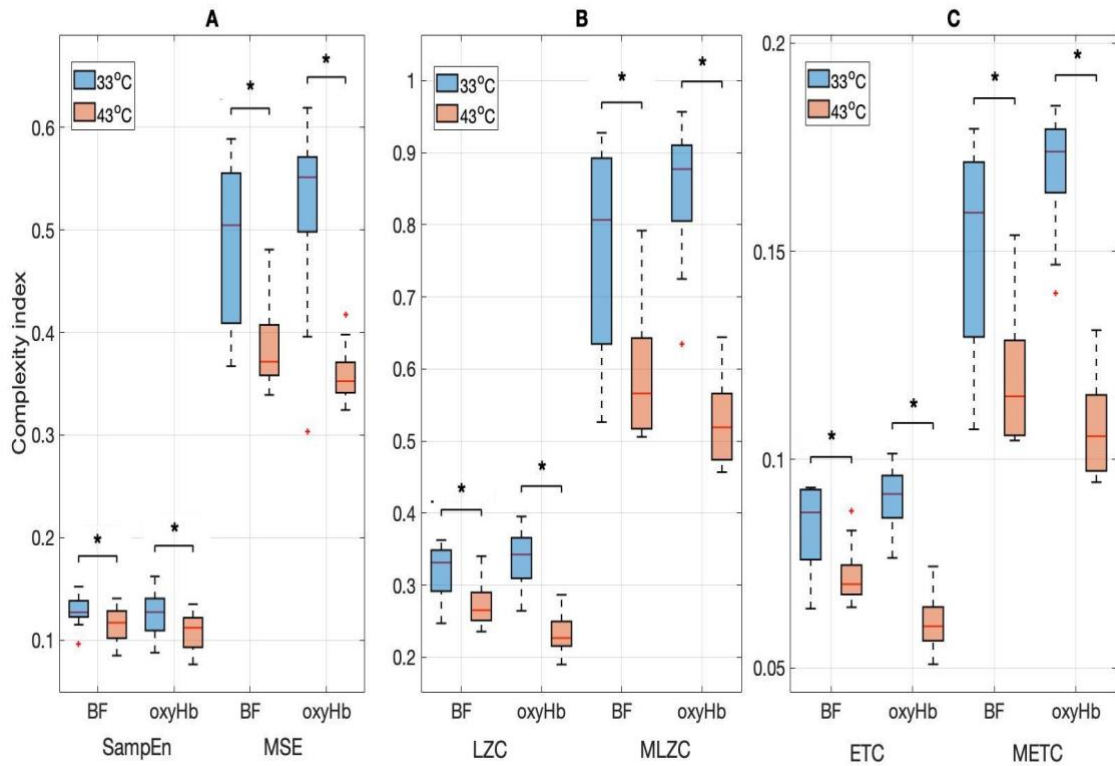 A
B
C
33°C
43°C
33°C
43°C
33°C
43°C
Complexity index
0.6
0.5
0.4
0.3
0.2
0.1
1
0.9
0.8
0.7
0.6
0.5
0.4
0.3
0.2
0.2
0.15
0.1
0.05
* * * *
* * * *
* * * *
BF oxyHb BF oxyHb
BF oxyHb BF oxyHb
BF oxyHb BF oxyHb
SampEn MSE
LZC MLZC
ETC METC